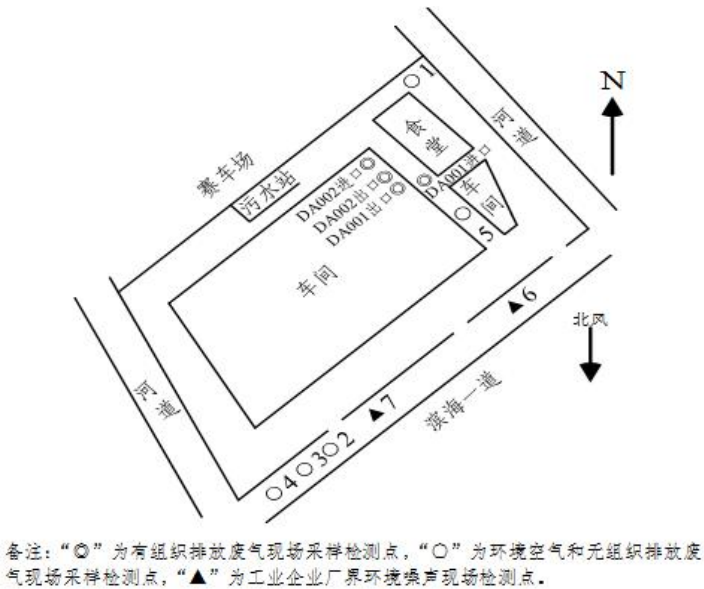 N
○1
河道
食堂
赛车场
DA001进口◎
污水站
DA002进口◎
DA002出口◎
DA001出口◎
车间
○5
车间
▲6
北风
河道
▲7
滨海一道
○4○3○2
备注：“◎”为有组织排放废气现场采样检测点，“○”为环境空气和无组织排放废
气现场采样检测点，“▲”为工业企业厂界环境噪声现场检测点。